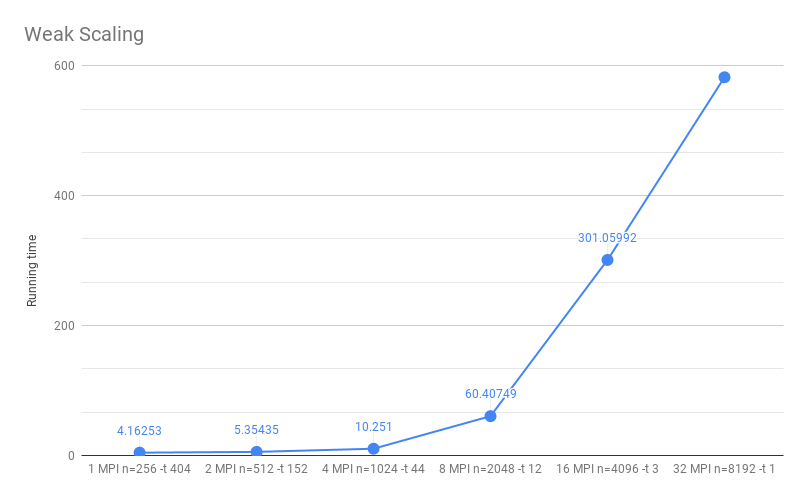 Weak Scaling
600
400
200
0
Running time
4.16253
5.35435
10.251
60.40749
301.05992
1 MPI n=256 -t 404
2 MPI n=512 -t 152
4 MPI n=1024 -t 44
8 MPI n=2048 -t 12
16 MPI n=4096 -t 3
32 MPI n=8192 -t 1